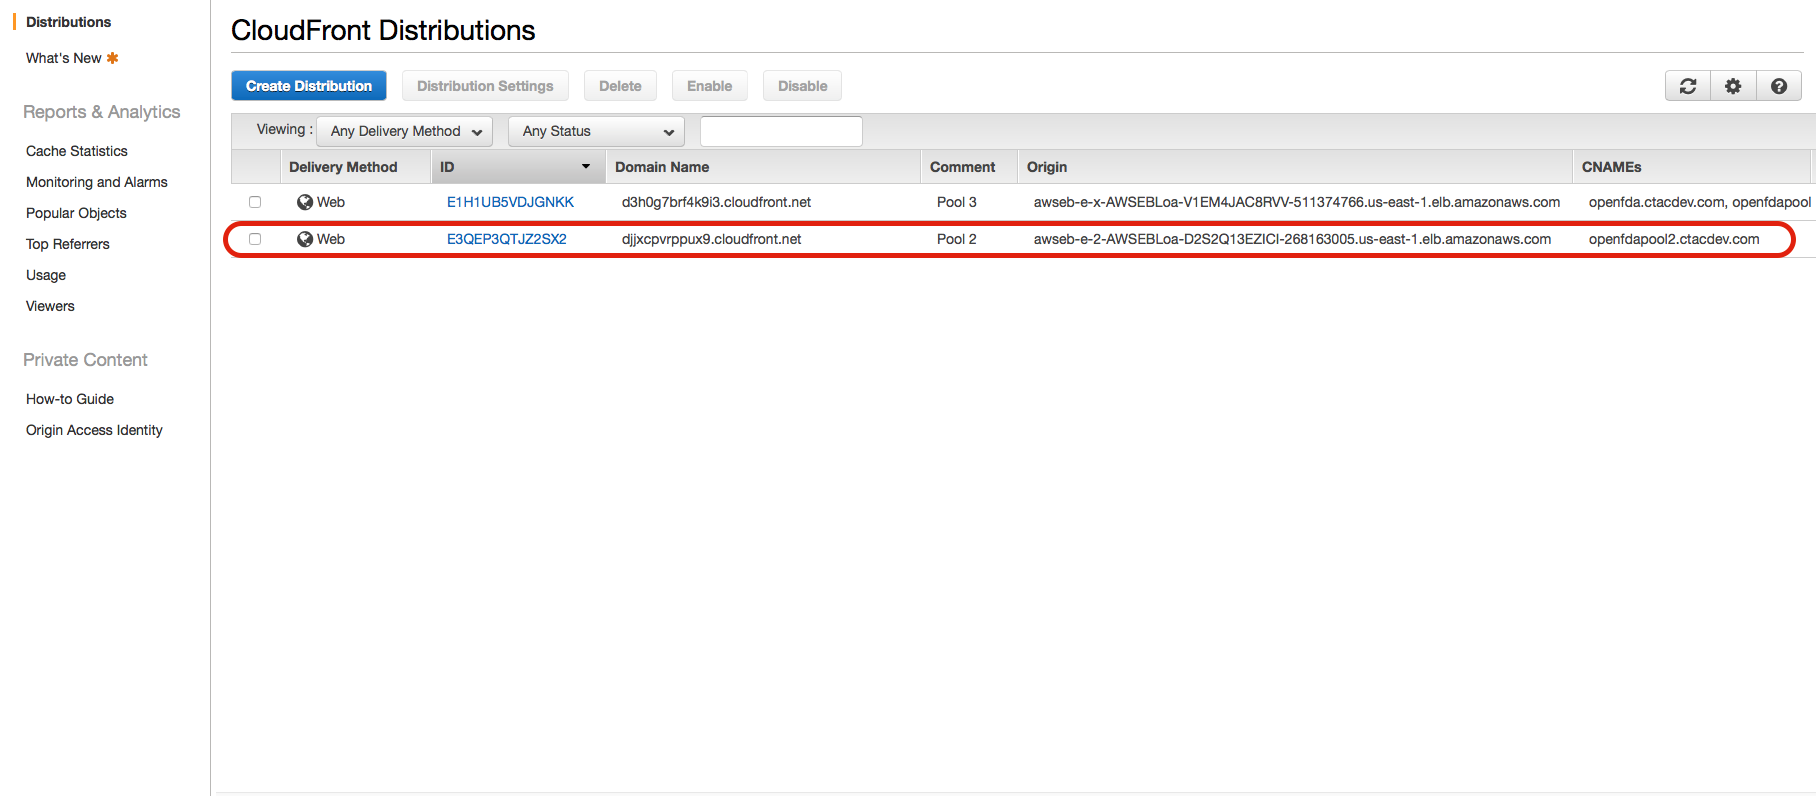 Distributions
What's New
Reports & Analytics
Cache Statistics
Monitoring and Alarms
Popular Objects
Top Referrers
Usage
Viewers
Private Content
How-to Guide
Origin Access Identity
CloudFront Distributions
Create Distribution Distribution Settings Delete Enable Disable
Viewing : Any Delivery Method Any Status
Delivery Method ID Domain Name Comment Origin CNAMEs
Web E1H1UB5VDJGNKK d3h0g7brf4k9i3.cloudfront.net Pool 3 awseb-e-x-AWSEBLoa-V1EM4JAC8RVV-511374766.us-east-1.elb.amazonaws.com openfda.ctacdev.com, openfdapool
Web E3QEP3QTJZ2SX2 djjxcpvrppux9.cloudfront.net Pool 2 awseb-e-2-AWSEBLoa-D2S2Q13EZICI-268163005.us-east-1.elb.amazonaws.com openfdapool2.ctacdev.com